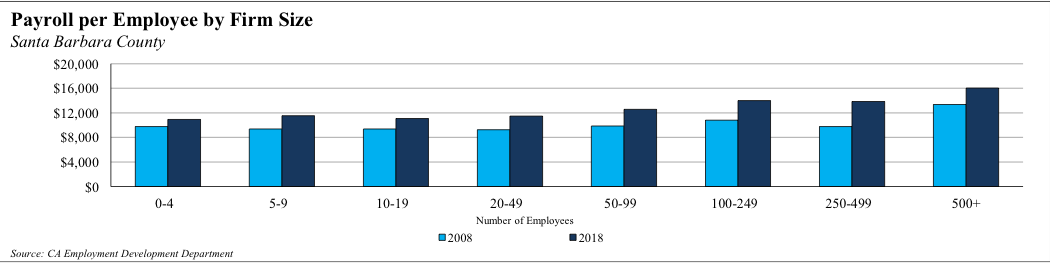 Payroll per Employee by Firm Size
Santa Barbara County
$20,000
$16,000
$12,000
$8,000
$4,000
$0
0-4 5-9 10-19 20-49 50-99 100-249 250-499 500+
Number of Employees
2008 2018
Source: CA Employment Development Department